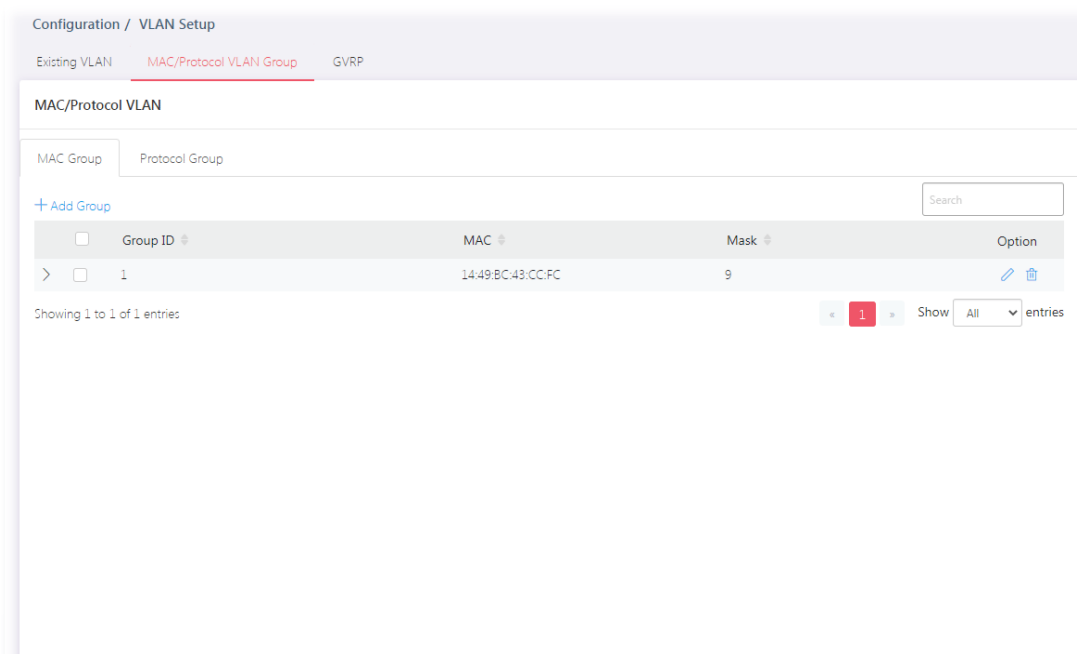 Configuration / VLAN Setup
Existing VLAN MAC/Protocol VLAN Group GVRP
MAC/Protocol VLAN
MAC Group Protocol Group
+ Add Group Search
Group ID MAC Mask Option
1 14:49:BC:43:CC:FC 9
Showing 1 to 1 of 1 entries « 1 » Show All entries